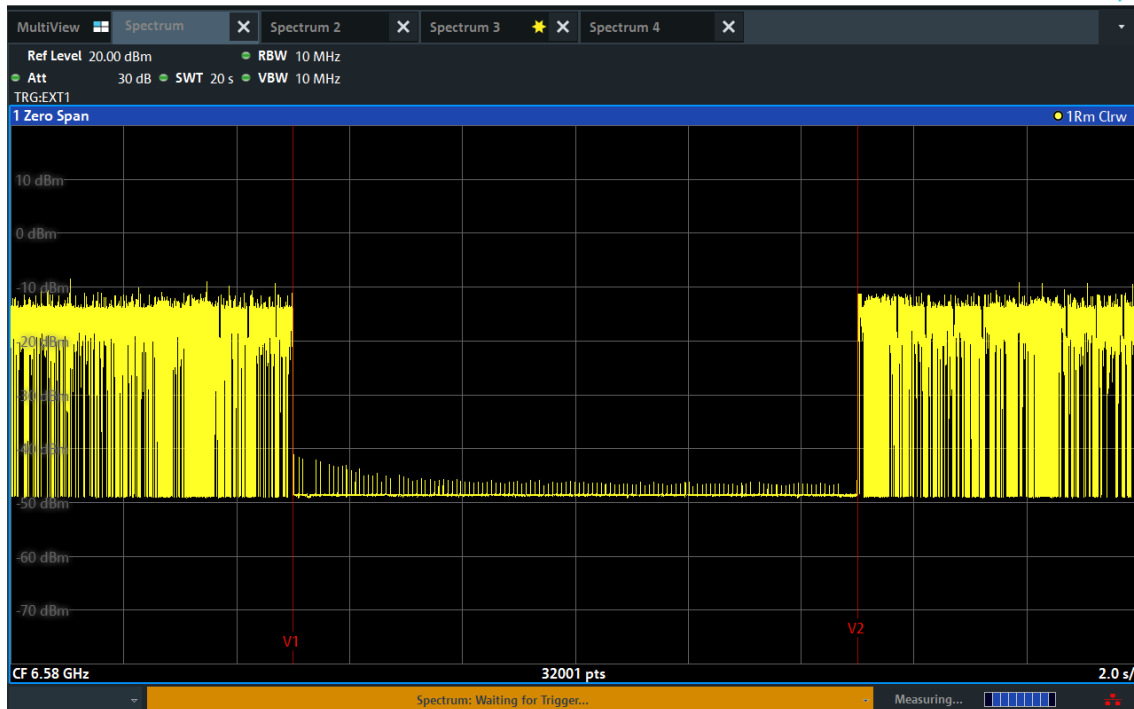 MultiView Spectrum X Spectrum 2 X Spectrum 3 X Spectrum 4 X
Ref Level 20.00 dBm RBW 10 MHz
Att 30 dB SWT 20 s VBW 10 MHz
TRG:EXT1
1 Zero Span 1Rm Clrw
10 dBm
0 dBm
-10 dBm
-20 dBm
-30 dBm
-40 dBm
-50 dBm
-60 dBm
-70 dBm
V1
V2
CF 6.58 GHz 32001 pts 2.0 s/
Spectrum: Waiting for Trigger... Measuring...